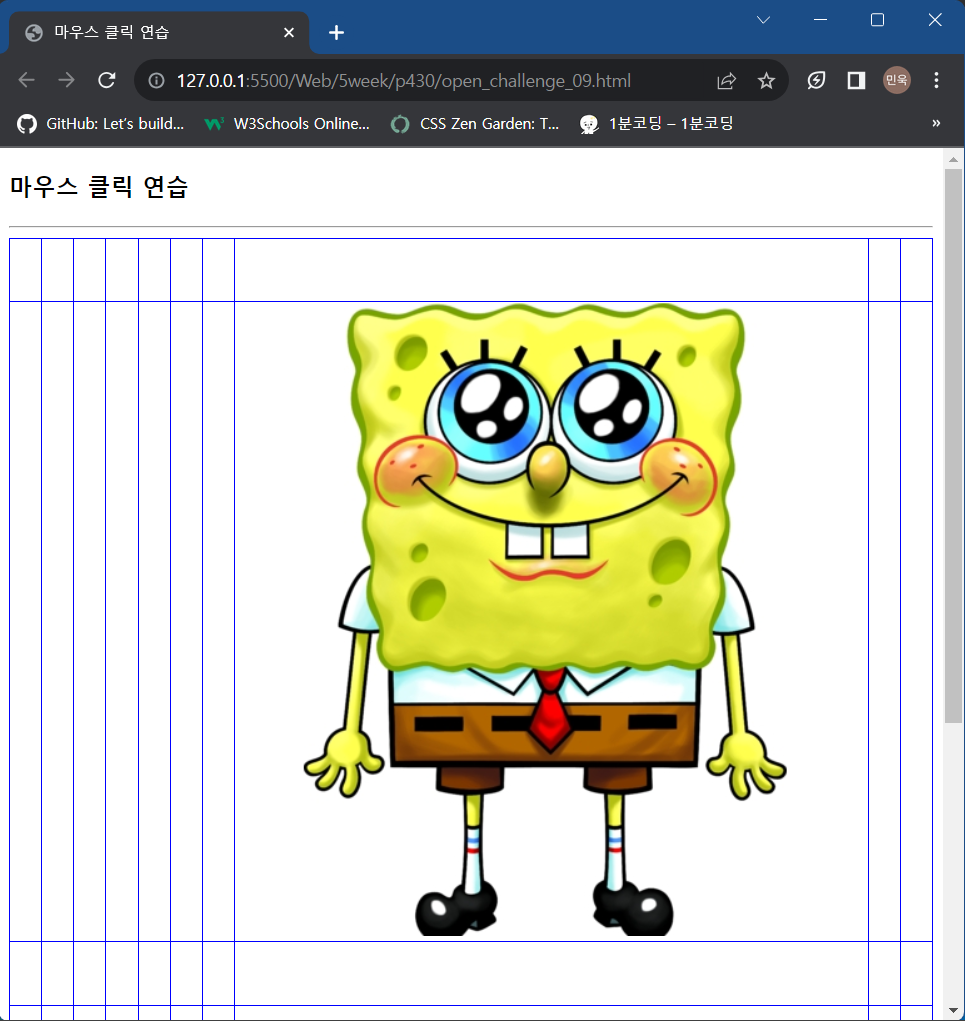 마우스 클릭 연습
127.0.0.1:5500/Web/5week/p430/open_challenge_09.html
민욱
GitHub: Let's build...
W3Schools Online...
CSS Zen Garden: T...
1분코딩 – 1분코딩
»
마우스 클릭 연습